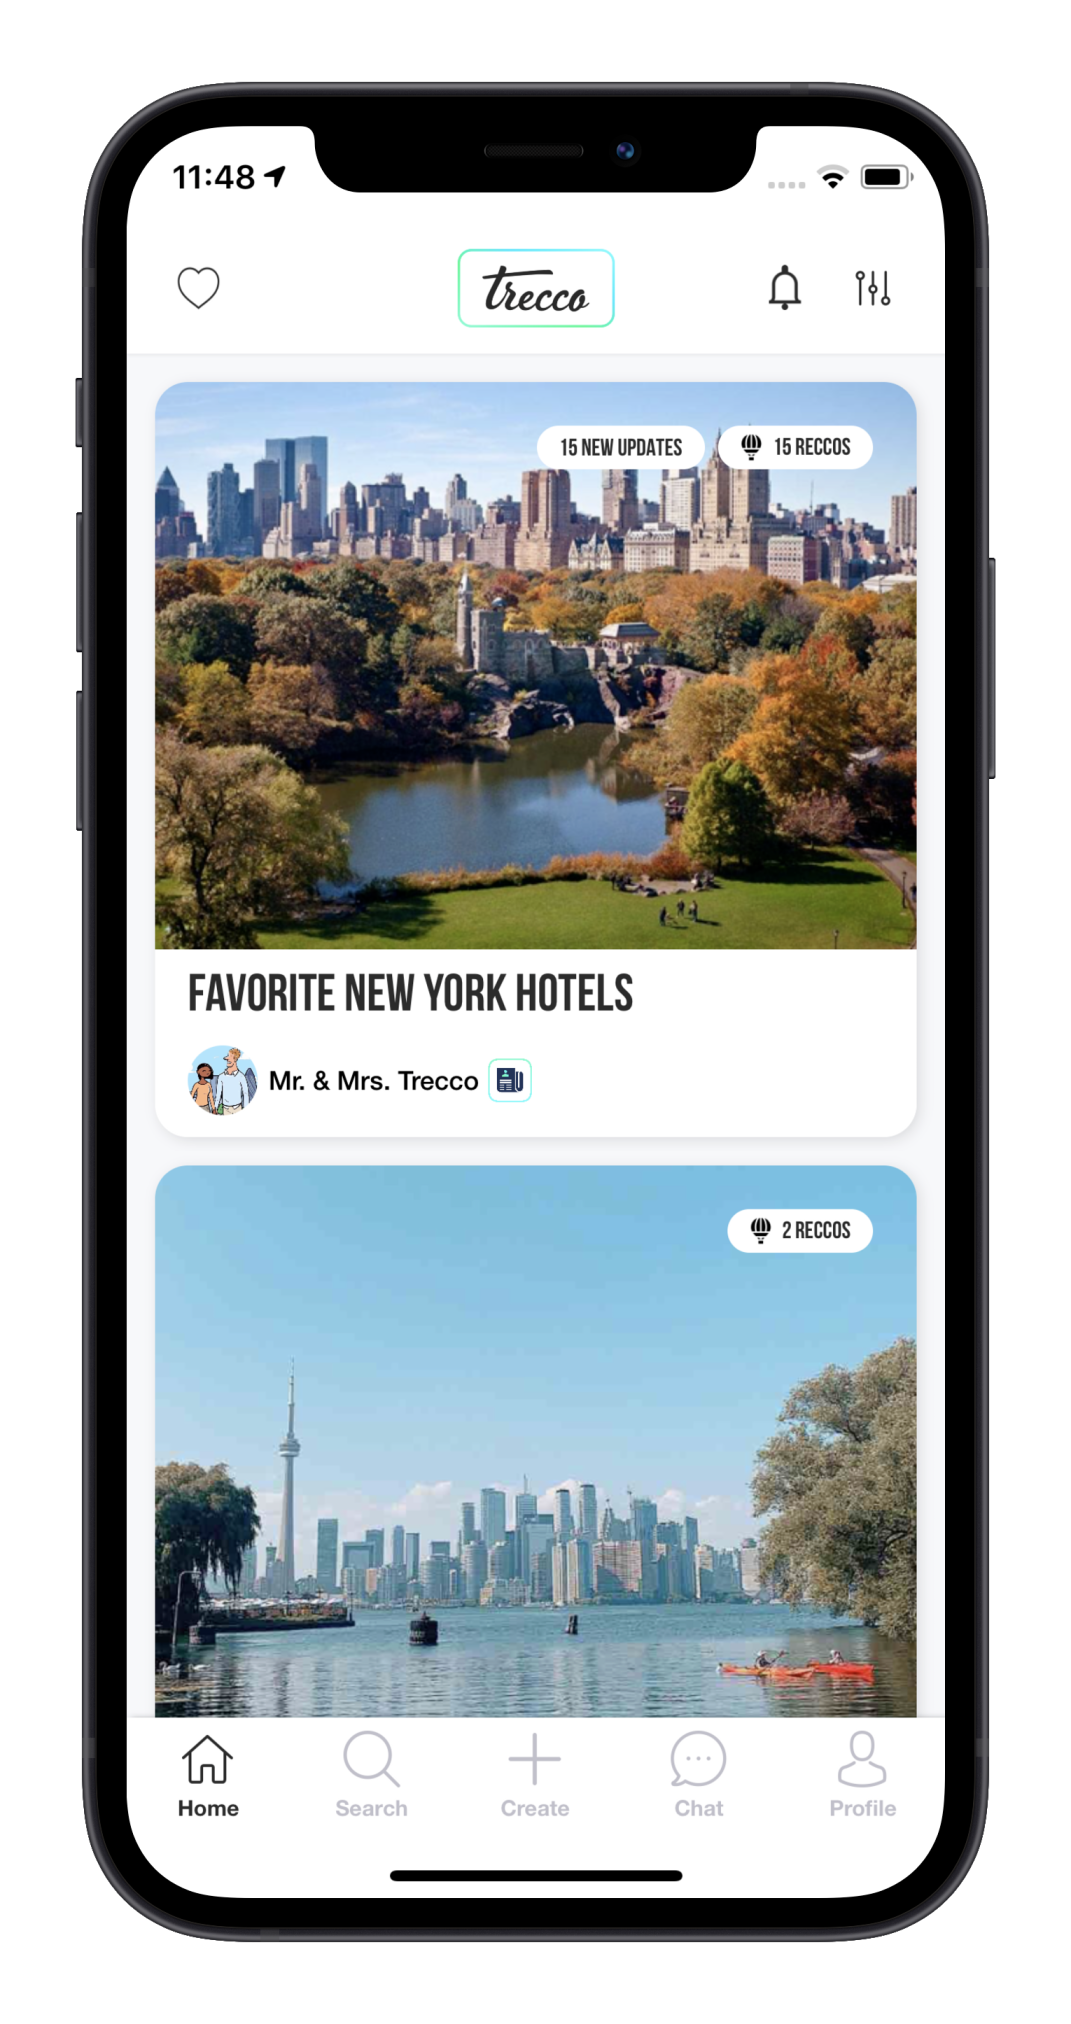 11:48
trecco
15 NEW UPDATES
15 RECCOS
FAVORITE NEW YORK HOTELS
Mr. & Mrs. Trecco
2 RECCOS
Home
Search
Create
Chat
Profile